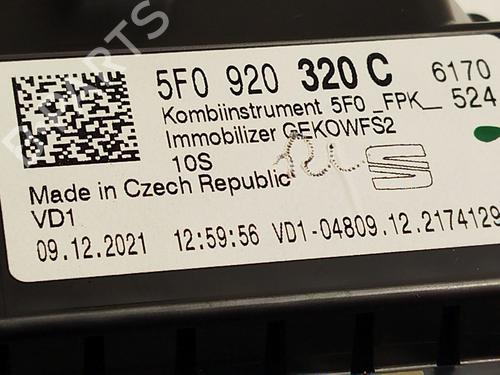 5F0 920 320 C 6170
Kombiinstrument 5F0 _FPK_ 524
Immobilizer GEKOWFS2
10S
Made in Czech Republic
VD1
09.12.2021 12:59:56 VD1-04809.12.2174129